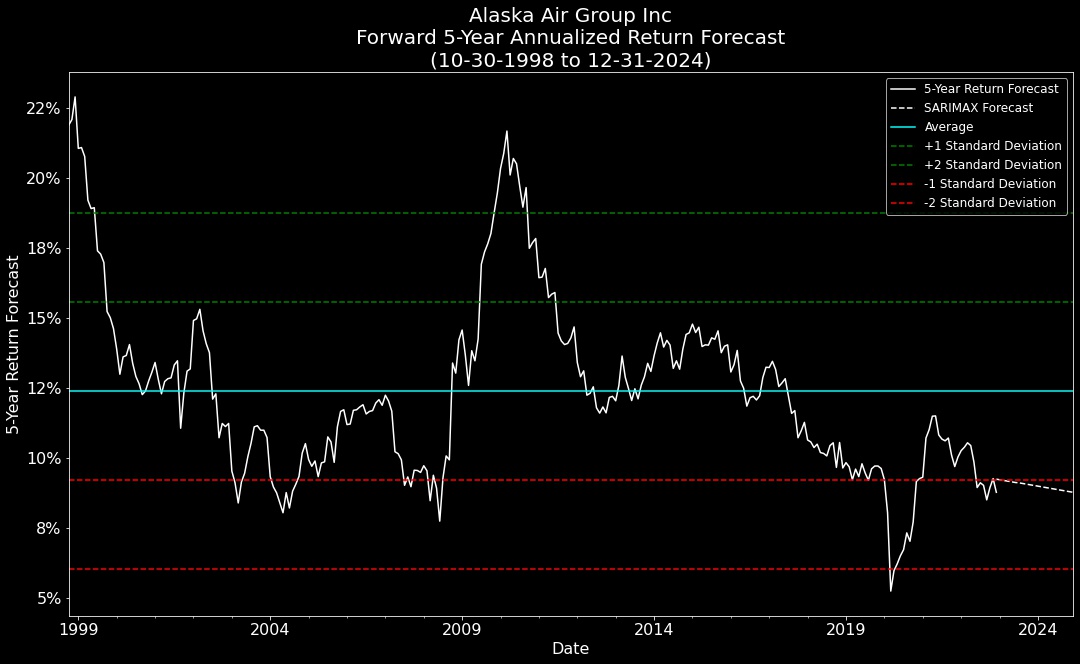 Alaska Air Group Inc
Forward 5-Year Annualized Return Forecast
(10-30-1998 to 12-31-2024)
5-Year Return Forecast
SARIMAX Forecast
Average
+1 Standard Deviation
+2 Standard Deviation
-1 Standard Deviation
-2 Standard Deviation
22%
20%
18%
15%
12%
10%
8%
5%
5-Year Return Forecast
1999
2004
2009
2014
2019
2024
Date